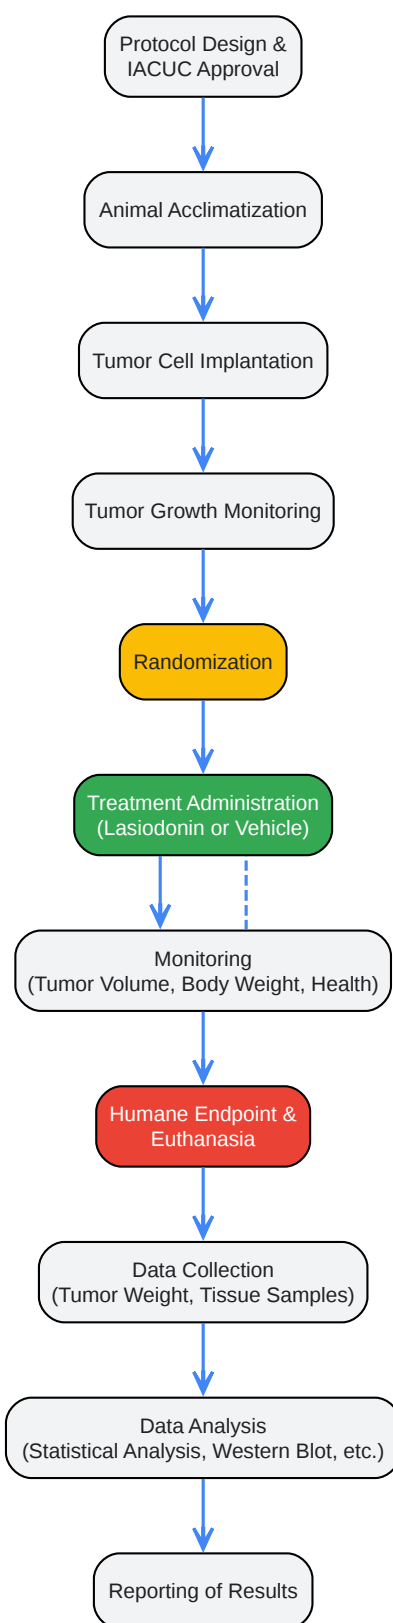 Protocol Design &
IACUC Approval
Animal Acclimatization
Tumor Cell Implantation
Tumor Growth Monitoring
Randomization
Treatment Administration
(Lasiodonin or Vehicle)
Monitoring
(Tumor Volume, Body Weight, Health)
Humane Endpoint &
Euthanasia
Data Collection
(Tumor Weight, Tissue Samples)
Data Analysis
(Statistical Analysis, Western Blot, etc.)
Reporting of Results